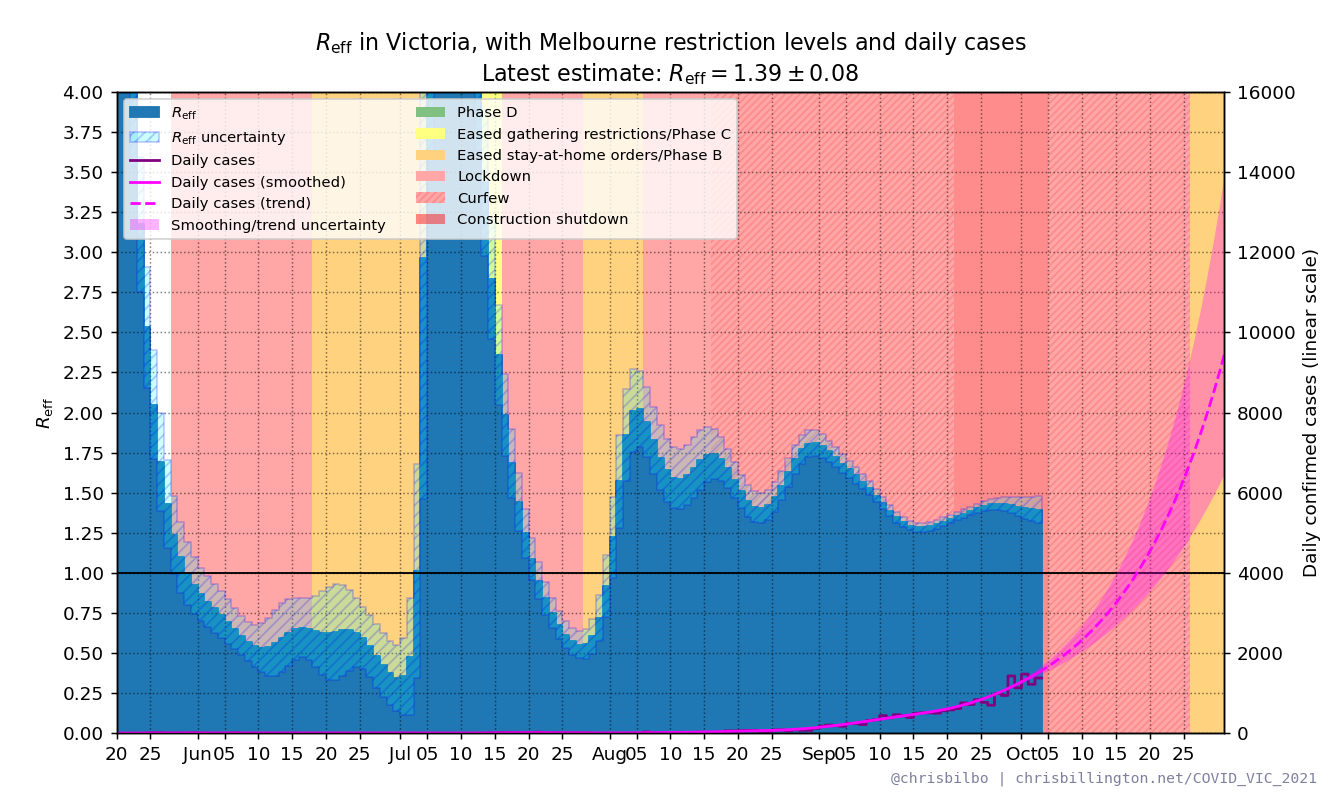 R_eff in Victoria, with Melbourne restriction levels and daily cases
Latest estimate: R_eff = 1.39 ± 0.08
R_eff
R_eff uncertainty
Daily cases
Daily cases (smoothed)
Daily cases (trend)
Smoothing/trend uncertainty
Phase D
Eased gathering restrictions/Phase C
Eased stay-at-home orders/Phase B
Lockdown
Curfew
Construction shutdown
4.00
3.75
3.50
3.25
3.00
2.75
2.50
2.25
2.00
1.75
1.50
1.25
1.00
0.75
0.50
0.25
0.00
R_eff
16000
14000
12000
10000
8000
6000
4000
2000
0
Daily confirmed cases (linear scale)
20 25 Jun 05 10 15 20 25 Jul 05 10 15 20 25 Aug 05 10 15 20 25 Sep 05 10 15 20 25 Oct 05 10 15 20 25
@chrisbilbo | chrisbillington.net/COVID_VIC_2021